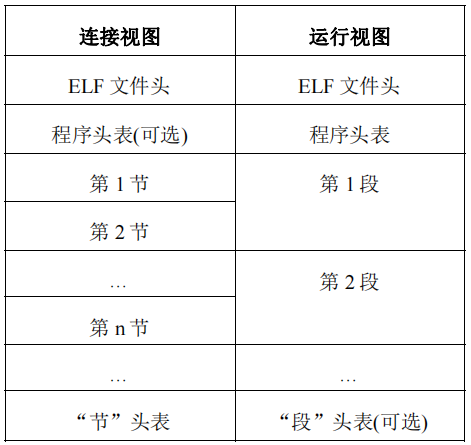 连接视图 运行视图
ELF 文件头 ELF 文件头
程序头表(可选) 程序头表
第 1 节 第 1 段
第 2 节
… 第 2 段
第 n 节
… …
“节”头表 “段”头表(可选)